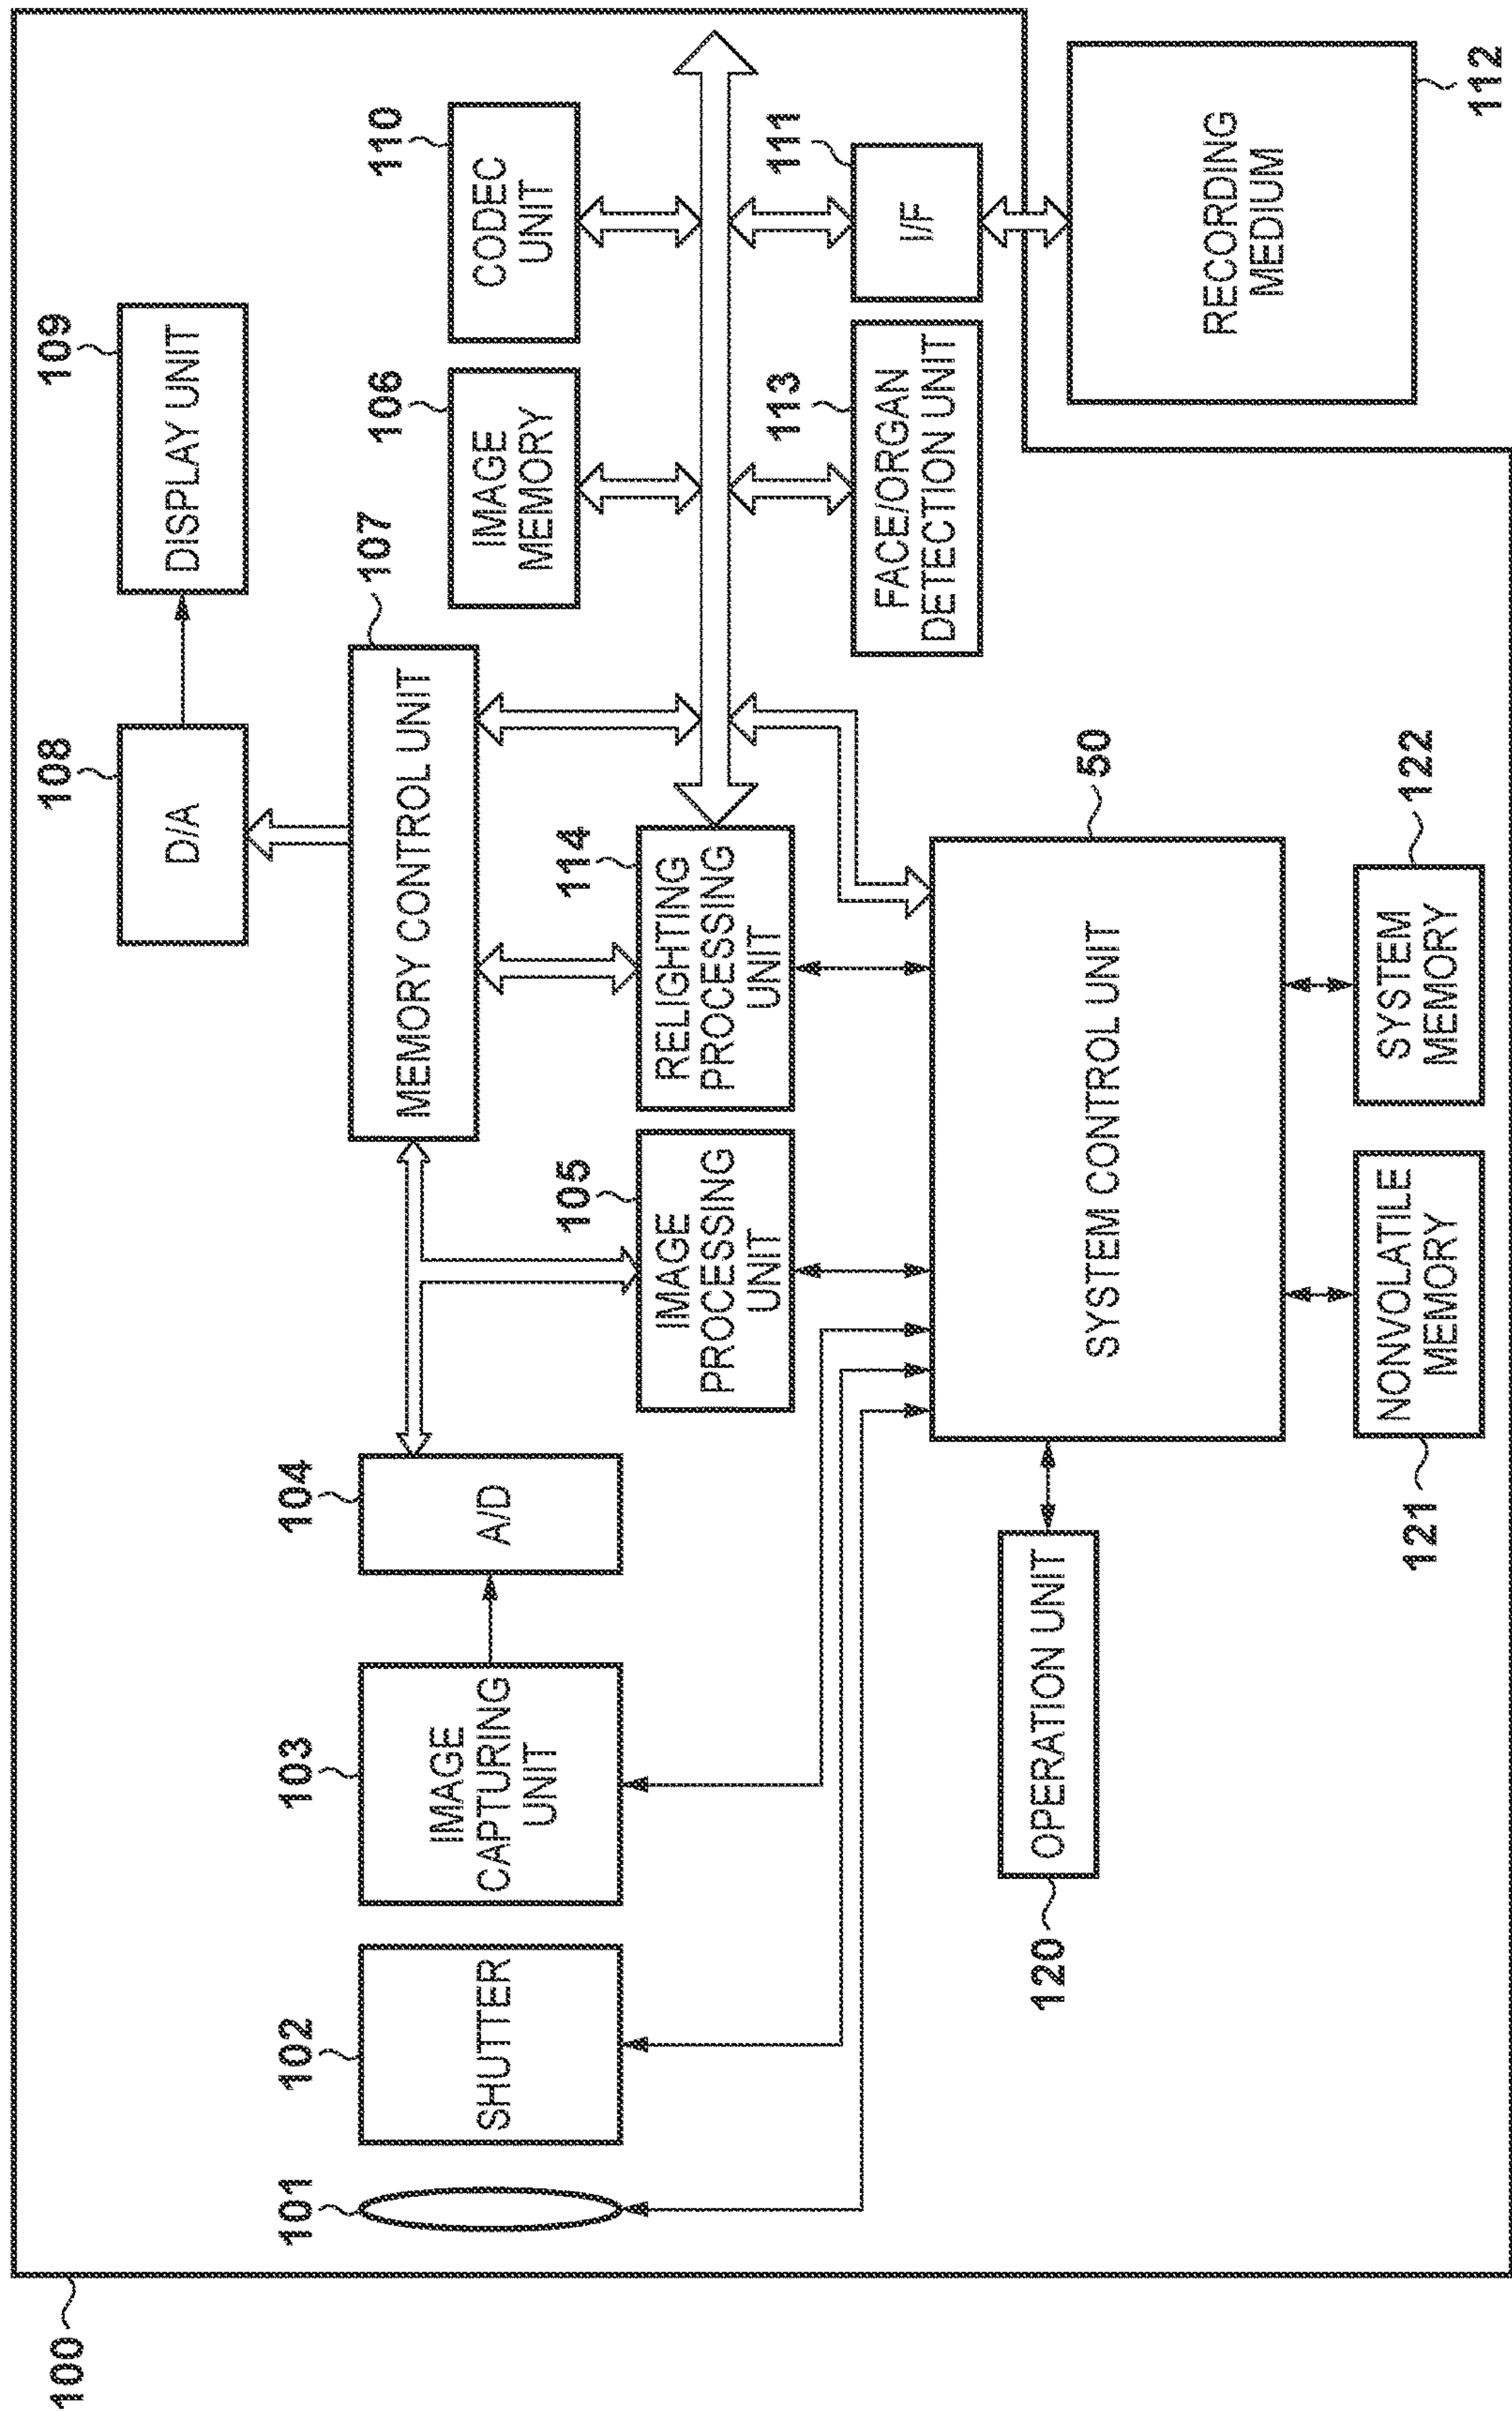 100
101
102
SHUTTER
103
IMAGE
CAPTURING
UNIT
104
A/D
105
IMAGE
PROCESSING
UNIT
114
RELIGHTING
PROCESSING
UNIT
107
MEMORY CONTROL UNIT
108
D/A
109
DISPLAY UNIT
106
IMAGE
MEMORY
110
CODEC
UNIT
113
FACE/ORGAN
DETECTION UNIT
111
I/F
112
RECORDING
MEDIUM
50
SYSTEM CONTROL UNIT
120
OPERATION UNIT
121
NONVOLATILE
MEMORY
122
SYSTEM
MEMORY